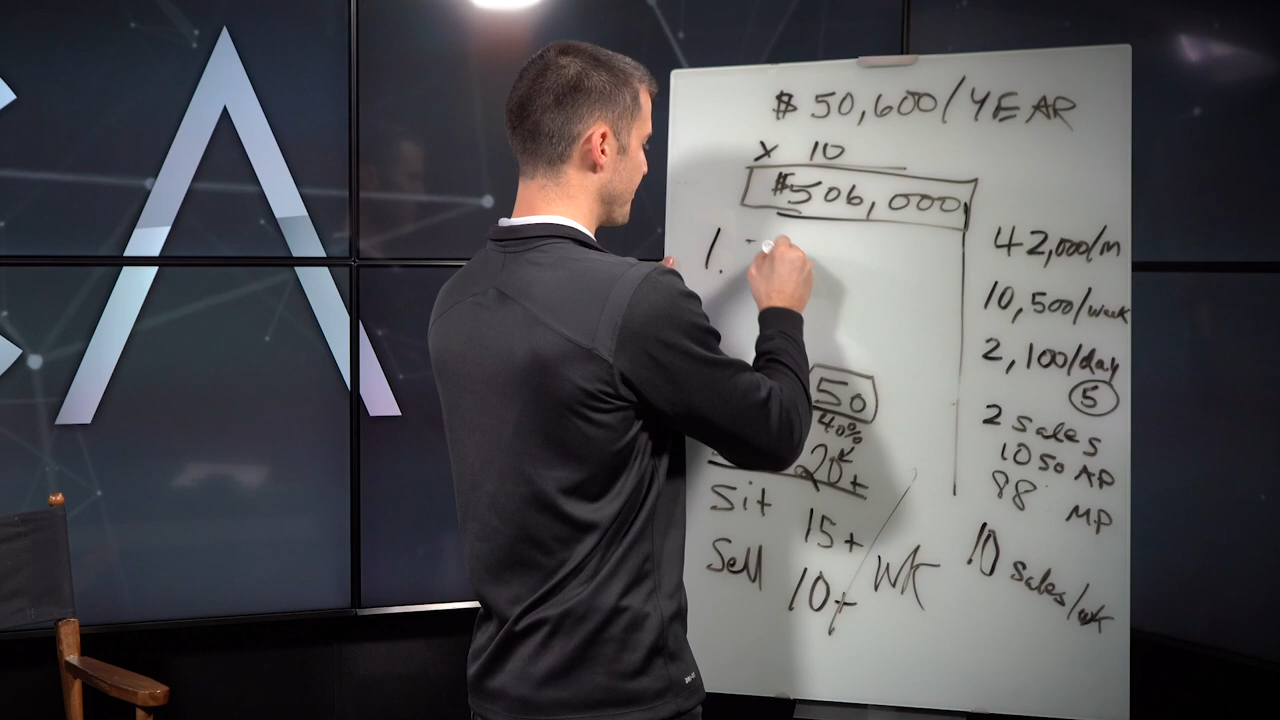 $ 50,600/YEAR
x 10
$506,000
1. -
50
40%
20+
Sit 15+
Sell 10+ / WK
42,000/m
10,500/week
2,100/day
5
2 Sales
1050 AP
88 MP
10 Sales/wk
A